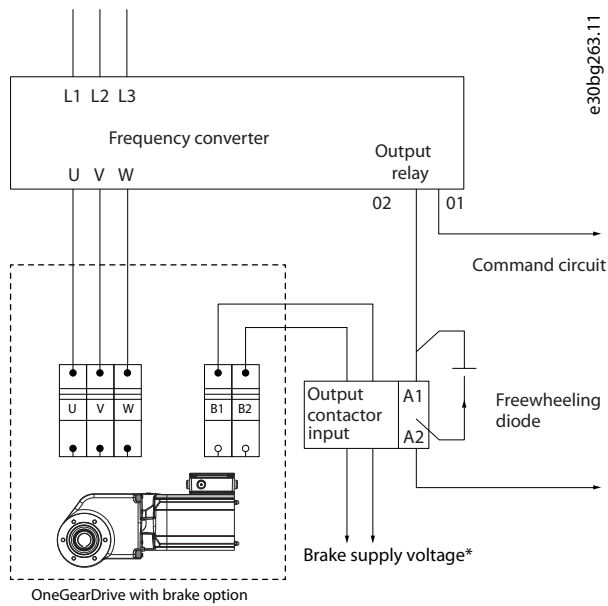 e30bg263.11
L1 L2 L3
Frequency converter
Output
relay
U V W
02 01
Command circuit
U V W
B1 B2
Output
contactor
input
A1
A2
Freewheeling
diode
Brake supply voltage*
OneGearDrive with brake option